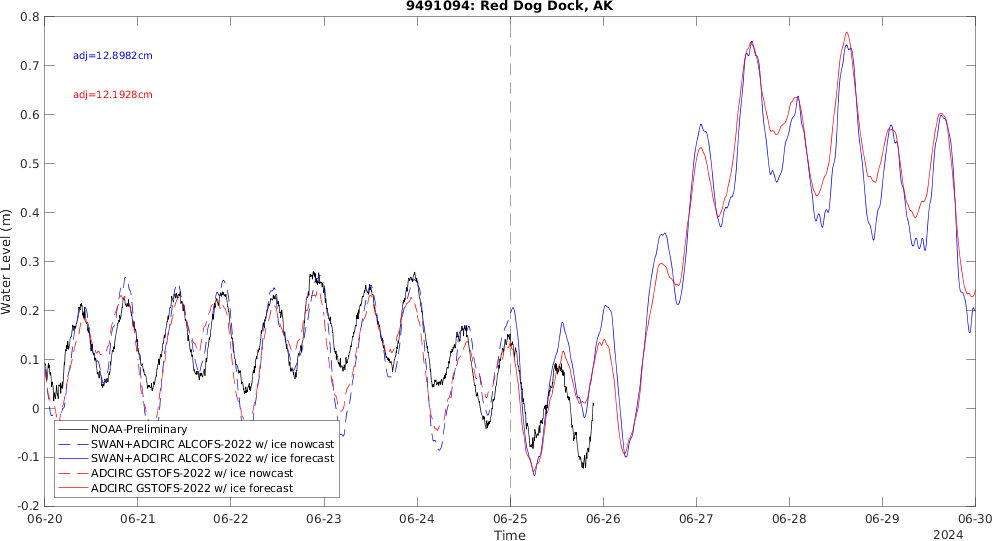 9491094: Red Dog Dock, AK
adj=12.8982cm
adj=12.1928cm
Water Level (m)
0.8
0.7
0.6
0.5
0.4
0.3
0.2
0.1
0
-0.1
-0.2
NOAA-Preliminary
SWAN+ADCIRC ALCOFS-2022 w/ ice nowcast
SWAN+ADCIRC ALCOFS-2022 w/ ice forecast
ADCIRC GSTOFS-2022 w/ ice nowcast
ADCIRC GSTOFS-2022 w/ ice forecast
06-20 06-21 06-22 06-23 06-24 06-25 06-26 06-27 06-28 06-29 06-30
Time
2024